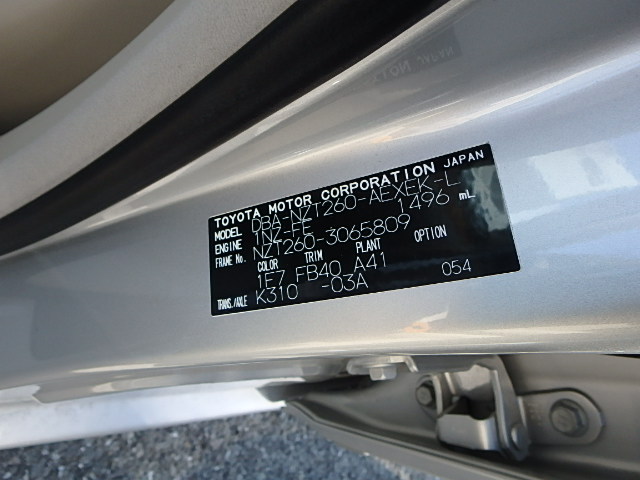 TOYOTA MOTOR CORPORATION JAPAN
MODEL DBA-NZT260-AEXEK-L
ENGINE 1NZ-FE 1496 mL
FRAME No. NZT260-3065809
COLOR TRIM PLANT OPTION
1E7 FB40 A41
TRANS./AXLE K310 -03A 054